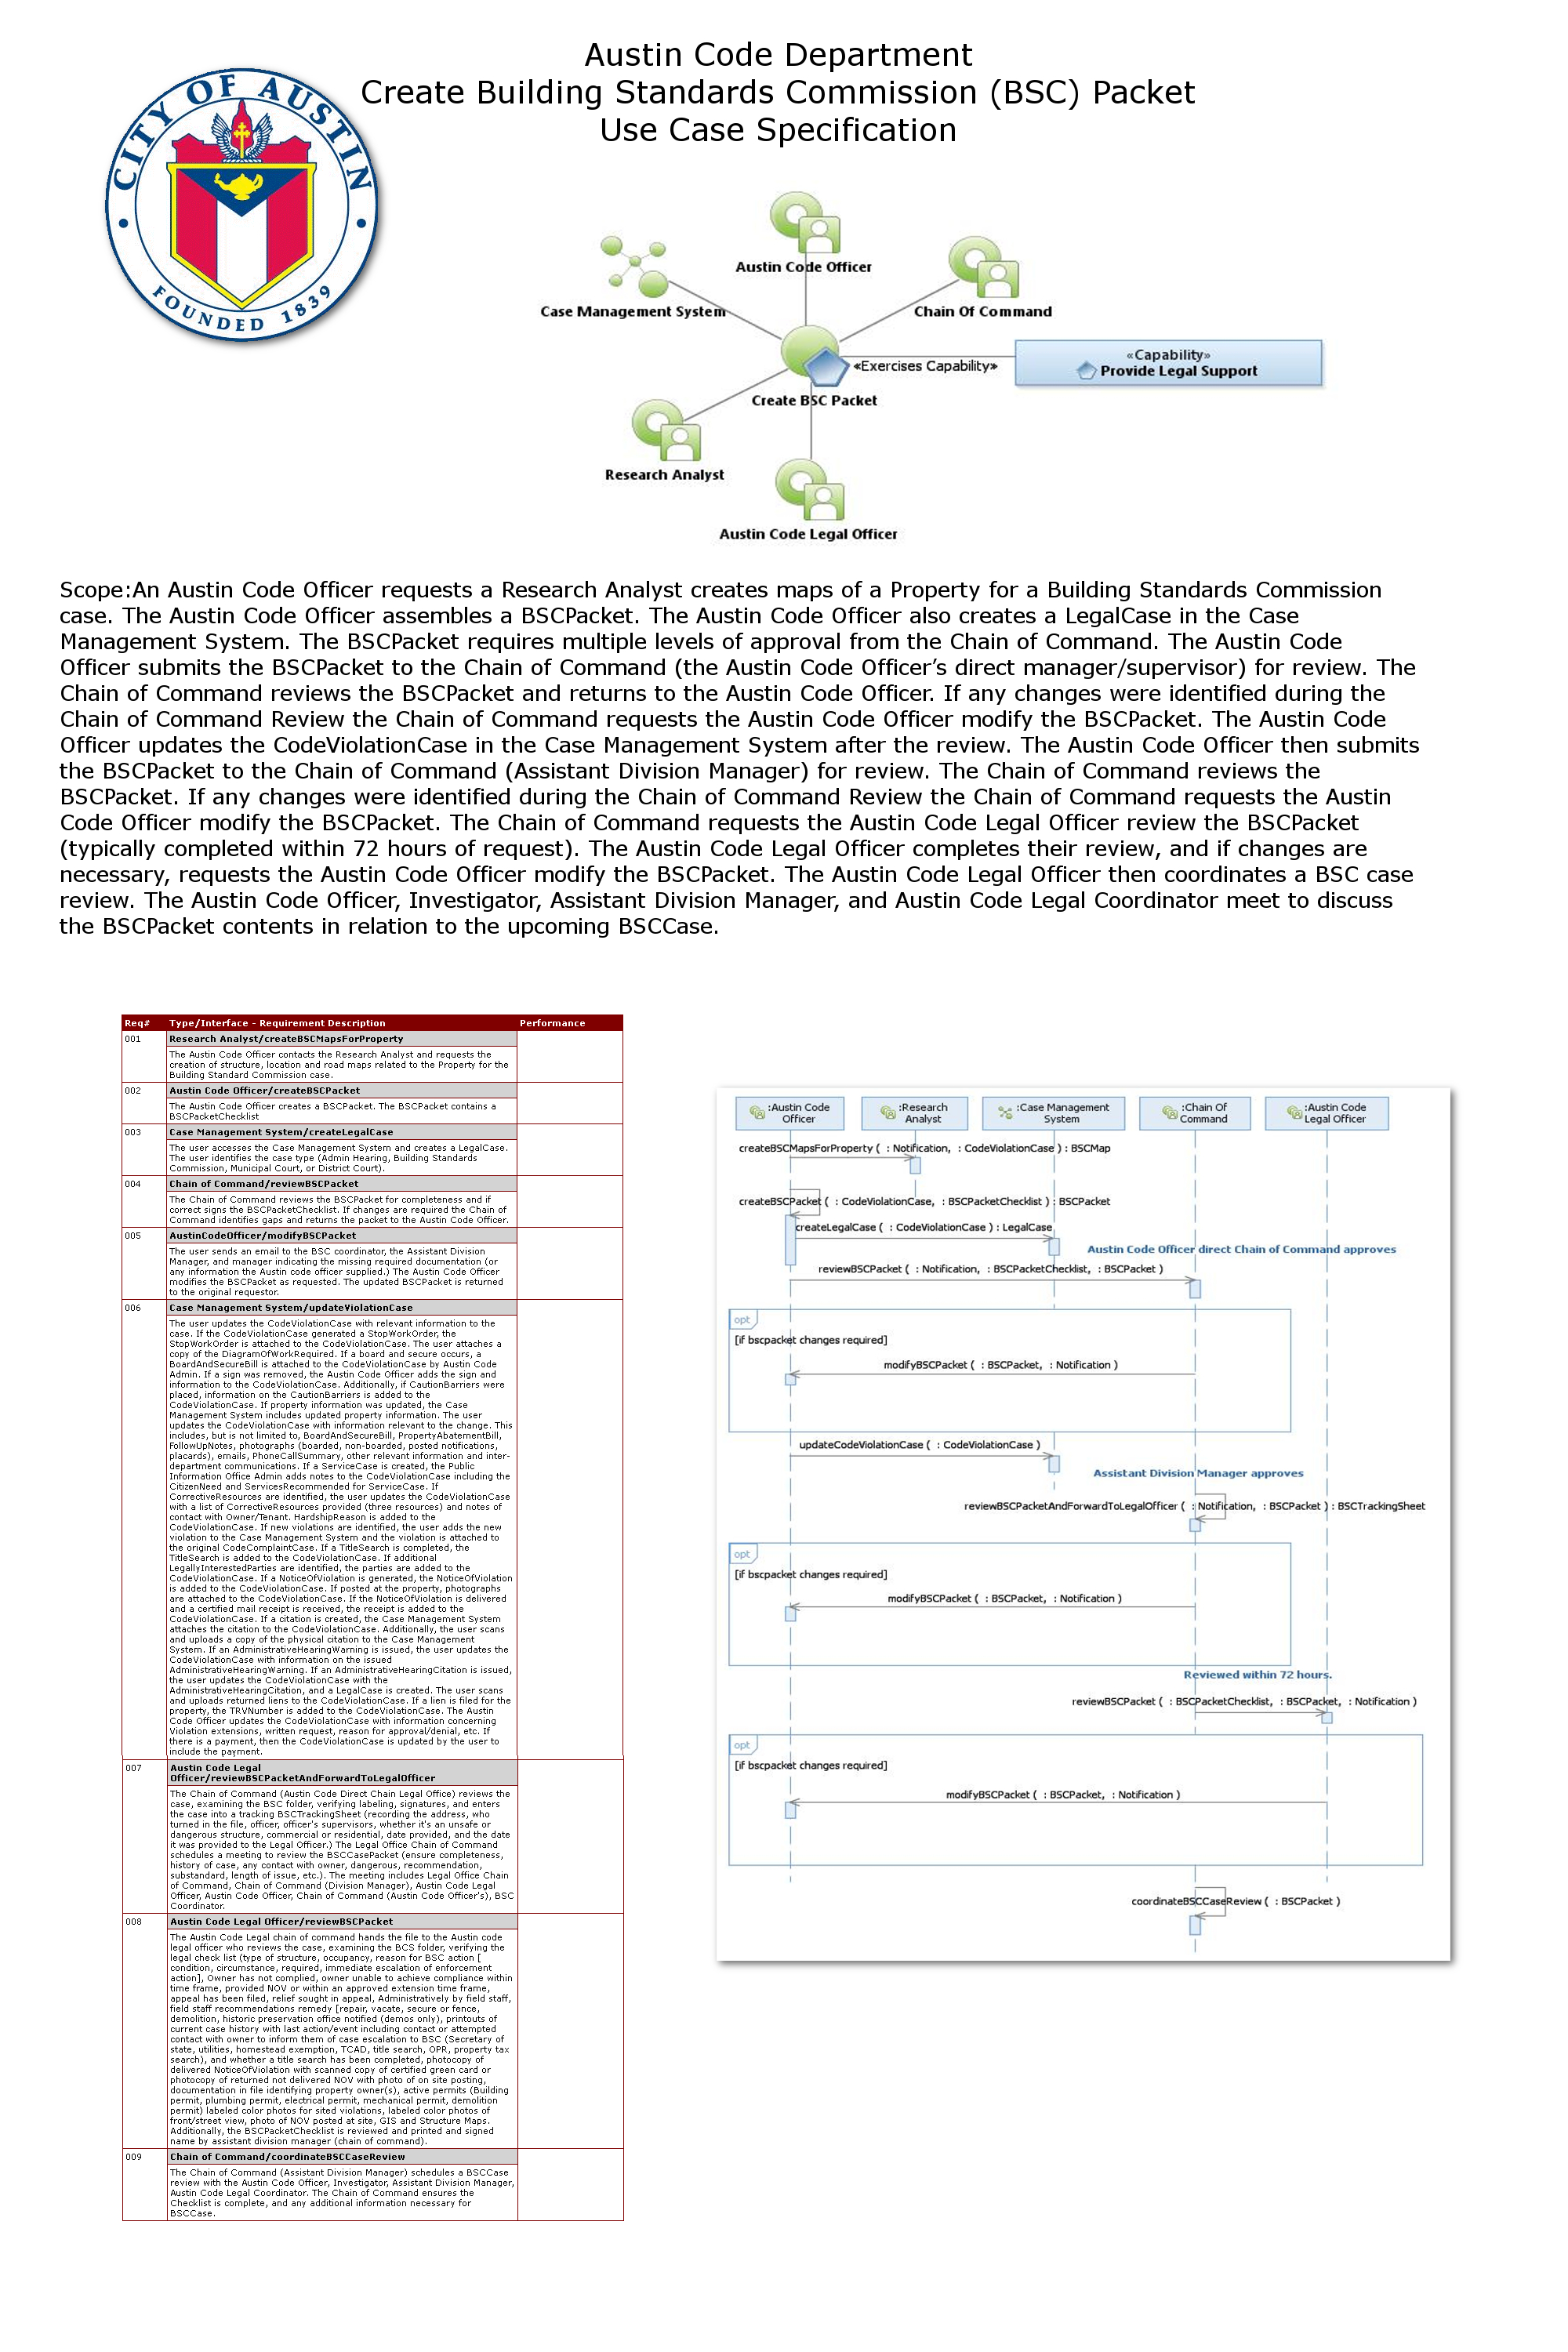 Austin Code Department
Create Building Standards Commission (BSC) Packet
Use Case Specification
CITY OF AUSTIN
FOUNDED 1839
Austin Code Officer
Case Management System
Chain Of Command
«Exercises Capability»
«Capability»
Provide Legal Support
Create BSC Packet
Research Analyst
Austin Code Legal Officer
Scope:An Austin Code Officer requests a Research Analyst creates maps of a Property for a Building Standards Commission
case. The Austin Code Officer assembles a BSCPacket. The Austin Code Officer also creates a LegalCase in the Case
Management System. The BSCPacket requires multiple levels of approval from the Chain of Command. The Austin Code
Officer submits the BSCPacket to the Chain of Command (the Austin Code Officer’s direct manager/supervisor) for review. The
Chain of Command reviews the BSCPacket and returns to the Austin Code Officer. If any changes were identified during the
Chain of Command Review the Chain of Command requests the Austin Code Officer modify the BSCPacket. The Austin Code
Officer updates the CodeViolationCase in the Case Management System after the review. The Austin Code Officer then submits
the BSCPacket to the Chain of Command (Assistant Division Manager) for review. The Chain of Command reviews the
BSCPacket. If any changes were identified during the Chain of Command Review the Chain of Command requests the Austin
Code Officer modify the BSCPacket. The Chain of Command requests the Austin Code Legal Officer review the BSCPacket
(typically completed within 72 hours of request). The Austin Code Legal Officer completes their review, and if changes are
necessary, requests the Austin Code Officer modify the BSCPacket. The Austin Code Legal Officer then coordinates a BSC case
review. The Austin Code Officer, Investigator, Assistant Division Manager, and Austin Code Legal Coordinator meet to discuss
the BSCPacket contents in relation to the upcoming BSCCase.
Req# Type/Interface - Requirement Description Performance
001 Research Analyst/createBSCMapsForProperty
The Austin Code Officer contacts the Research Analyst and requests the
creation of structure, location and road maps related to the Property for the
Building Standard Commission case.
002 Austin Code Officer/createBSCPacket
The Austin Code Officer creates a BSCPacket. The BSCPacket contains a
BSCPacketChecklist
003 Case Management System/createLegalCase
The user accesses the Case Management System and creates a LegalCase.
The user identifies the case type (Admin Hearing, Building Standards
Commission, Municipal Court, or District Court).
004 Chain of Command/reviewBSCPacket
The Chain of Command reviews the BSCPacket for completeness and if
correct signs the BSCPacketChecklist. If changes are required the Chain of
Command identifies gaps and returns the packet to the Austin Code Officer.
005 AustinCodeOfficer/modifyBSCPacket
The user sends an email to the BSC coordinator, the Assistant Division
Manager, and manager indicating the missing required documentation (or
any information the Austin Code officer supplied.) The Austin Code Officer
modifies the BSCPacket as requested. The updated BSCPacket is returned
to the original requestor.
006 Case Management System/updateViolationCase
The user updates the CodeViolationCase with relevant information to the
case. If the CodeViolationCase generated a StopWorkOrder, the
StopWorkOrder is attached to the CodeViolationCase. The user attaches a
copy of the DiagramOfWorkRequired. If a board and secure occurs, a
BoardAndSecureBill is attached to the CodeViolationCase by Austin Code
Admin. If a sign was removed, the Austin Code Officer adds the sign and
information to the CodeViolationCase. Additionally, if CautionBarriers were
placed, information on the CautionBarriers is added to the
CodeViolationCase. If property information was updated, the Case
Management System includes updated property information. The user
updates the CodeViolationCase with information relevant to the change. This
includes, but is not limited to, BoardAndSecureBill, PropertyAbatementBill,
FollowUpNotes, photographs (boarded, non-boarded, posted notifications,
placards), emails, PhoneCallSummary, other relevant information and inter-
department communications. If a ServiceCase is created, the Public
Information Office Admin adds notes to the CodeViolationCase including the
CitizenNeed and ServicesRecommended for ServiceCase. If
CorrectiveResources are identified, the user updates the CodeViolationCase
with a list of CorrectiveResources provided (three resources) and notes of
contact with Owner/Tenant. HardshipReason is added to the
CodeViolationCase. If new violations are identified, the user adds the new
violation to the Case Management System and the violation is attached to
the original CodeComplaintCase. If a TitleSearch is completed, the
TitleSearch is added to the CodeViolationCase. If additional
LegallyInterestedParties are identified, the parties are added to the
CodeViolationCase. If a NoticeOfViolation is generated, the NoticeOfViolation
is added to the CodeViolationCase. If posted at the property, photographs
are attached to the CodeViolationCase. If the NoticeOfViolation is delivered
and a certified mail receipt is received, the receipt is added to the
CodeViolationCase. If a citation is created, the Case Management System
attaches the citation to the CodeViolationCase. Additionally, the user scans
and uploads a copy of the physical citation to the Case Management
System. If an AdministrativeHearingWarning is issued, the user updates the
CodeViolationCase with information on the issued
AdministrativeHearingWarning. If an AdministrativeHearingCitation is issued,
the user updates the CodeViolationCase with the
AdministrativeHearingCitation, and a LegalCase is created. The user scans
and uploads returned liens to the CodeViolationCase. If a lien is filed for the
property, the TRVNumber is added to the CodeViolationCase. The Austin
Code Officer updates the CodeViolationCase with information concerning
Violation extensions, written request, reason for approval/denial, etc. If
there is a payment, then the CodeViolationCase is updated by the user to
include the payment.
007 Austin Code Legal
Officer/reviewBSCPacketAndForwardToLegalOfficer
The Chain of Command (Austin Code Direct Chain Legal Office) reviews the
case, examining the BSC folder, verifying labeling, signatures, and enters
the case into a tracking BSCTrackingSheet (recording the address, who
turned in the file, officer, officer's supervisors, whether it's an unsafe or
dangerous structure, commercial or residential, date provided, and the date
it was provided to the Legal Officer.) The Legal Office Chain of Command
schedules a meeting to review the BSCCasePacket (ensure completeness,
history of case, any contact with owner, dangerous, recommendation,
substandard, length of issue, etc.). The meeting includes Legal Office Chain
of Command, Chain of Command (Division Manager), Austin Code Legal
Officer, Austin Code Officer, Chain of Command (Austin Code Officer's), BSC
Coordinator.
008 Austin Code Legal Officer/reviewBSCPacket
The Austin Code Legal chain of command hands the file to the Austin code
legal officer who reviews the case, examining the BCS folder, verifying the
legal check list (type of structure, occupancy, reason for BSC action [
condition, circumstance, required, immediate escalation of enforcement
action], Owner has not complied, owner unable to achieve compliance within
time frame, provided NOV or within an approved extension time frame,
appeal has been filed, relief sought in appeal, Administratively by field staff,
field staff recommendations remedy [repair, vacate, secure or fence,
demolition, historic preservation office notified (demos only), printouts of
current case history with last action/event including contact or attempted
contact with owner to inform them of case escalation to BSC (Secretary of
state, utilities, homestead exemption, TCAD, title search, OPR, property tax
search), and whether a title search has been completed, photocopy of
delivered NoticeOfViolation with scanned copy of certified green card or
photocopy of returned not delivered NOV with photo of on site posting,
documentation in file identifying property owner(s), active permits (Building
permit, plumbing permit, electrical permit, mechanical permit, demolition
permit) labeled color photos for sited violations, labeled color photos of
front/street view, photo of NOV posted at site, GIS and Structure Maps.
Additionally, the BSCPacketChecklist is reviewed and printed and signed
name by assistant division manager (chain of command).
009 Chain of Command/coordinateBSCCaseReview
The Chain of Command (Assistant Division Manager) schedules a BSCCase
review with the Austin Code Officer, Investigator, Assistant Division Manager,
Austin Code Legal Coordinator. The Chain of Command ensures the
Checklist is complete, and any additional information necessary for
BSCCase.
:Austin Code
Officer
:Research
Analyst
:Case Management
System
:Chain Of
Command
:Austin Code
Legal Officer
createBSCMapsForProperty ( : Notification, : CodeViolationCase ) : BSCMap
createBSCPacket ( : CodeViolationCase, : BSCPacketChecklist ) : BSCPacket
createLegalCase ( : CodeViolationCase ) : LegalCase
Austin Code Officer direct Chain of Command approves
reviewBSCPacket ( : Notification, : BSCPacketChecklist, : BSCPacket )
opt
[if bscpacket changes required]
modifyBSCPacket ( : BSCPacket, : Notification )
updateCodeViolationCase ( : CodeViolationCase )
Assistant Division Manager approves
reviewBSCPacketAndForwardToLegalOfficer ( : Notification, : BSCPacket ) : BSCTrackingSheet
opt
[if bscpacket changes required]
modifyBSCPacket ( : BSCPacket, : Notification )
Reviewed within 72 hours.
reviewBSCPacket ( : BSCPacketChecklist, : BSCPacket, : Notification )
opt
[if bscpacket changes required]
modifyBSCPacket ( : BSCPacket, : Notification )
coordinateBSCCaseReview ( : BSCPacket )